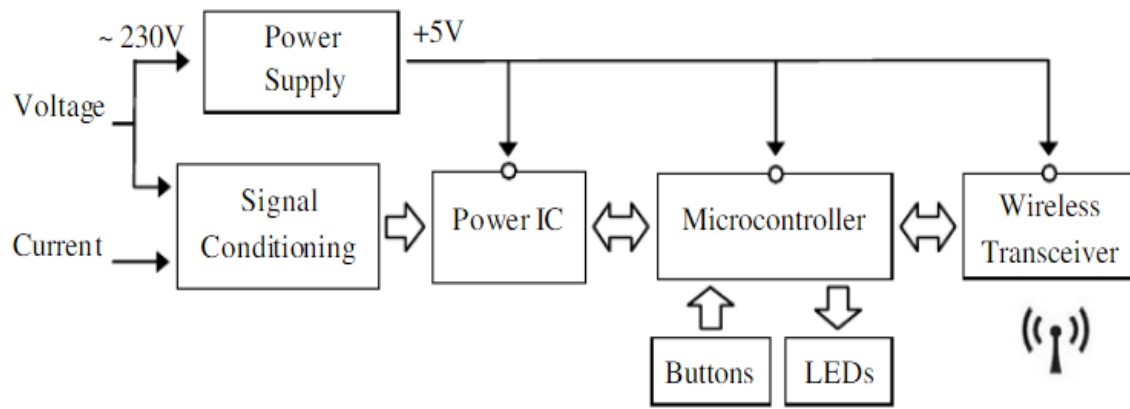 ~ 230V
Power
Supply
+5V
Voltage
Signal
Conditioning
Power IC
Microcontroller
Wireless
Transceiver
Current
Buttons
LEDs